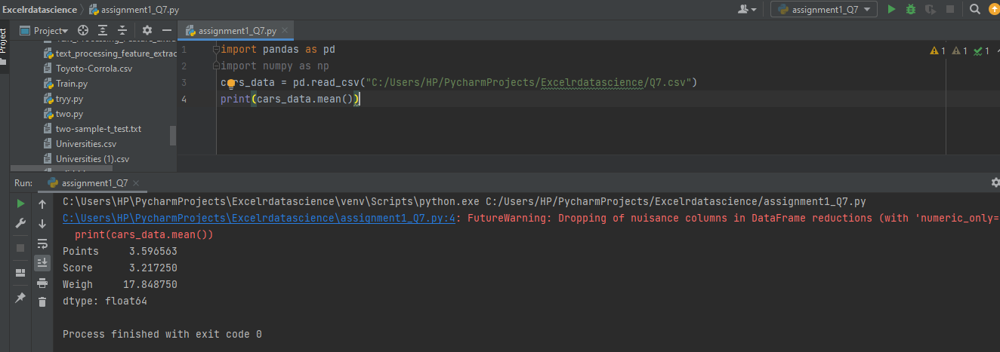 Excelrdatascience assignment1_Q7.py assignment1_Q7
Project Project assignment1_Q7.py
text_processing_feature_extrac
Toyoto-Corrola.csv
Train.py
tryy.py
two.py
two-sample-t_test.txt
Universities.csv
Universities (1).csv
1 import pandas as pd 1 1 1
2 import numpy as np
3 cars_data = pd.read_csv("C:/Users/HP/PycharmProjects/Excelrdatascience/Q7.csv")
4 print(cars_data.mean())
Run: assignment1_Q7
C:\Users\HP\PycharmProjects\Excelrdatascience\venv\Scripts\python.exe C:/Users/HP/PycharmProjects/Excelrdatascience/assignment1_Q7.py
C:\Users\HP\PycharmProjects\Excelrdatascience\assignment1_Q7.py:4: FutureWarning: Dropping of nuisance columns in DataFrame reductions (with 'numeric_only=
print(cars_data.mean())
Points 3.596563
Score 3.217250
Weigh 17.848750
dtype: float64
Process finished with exit code 0